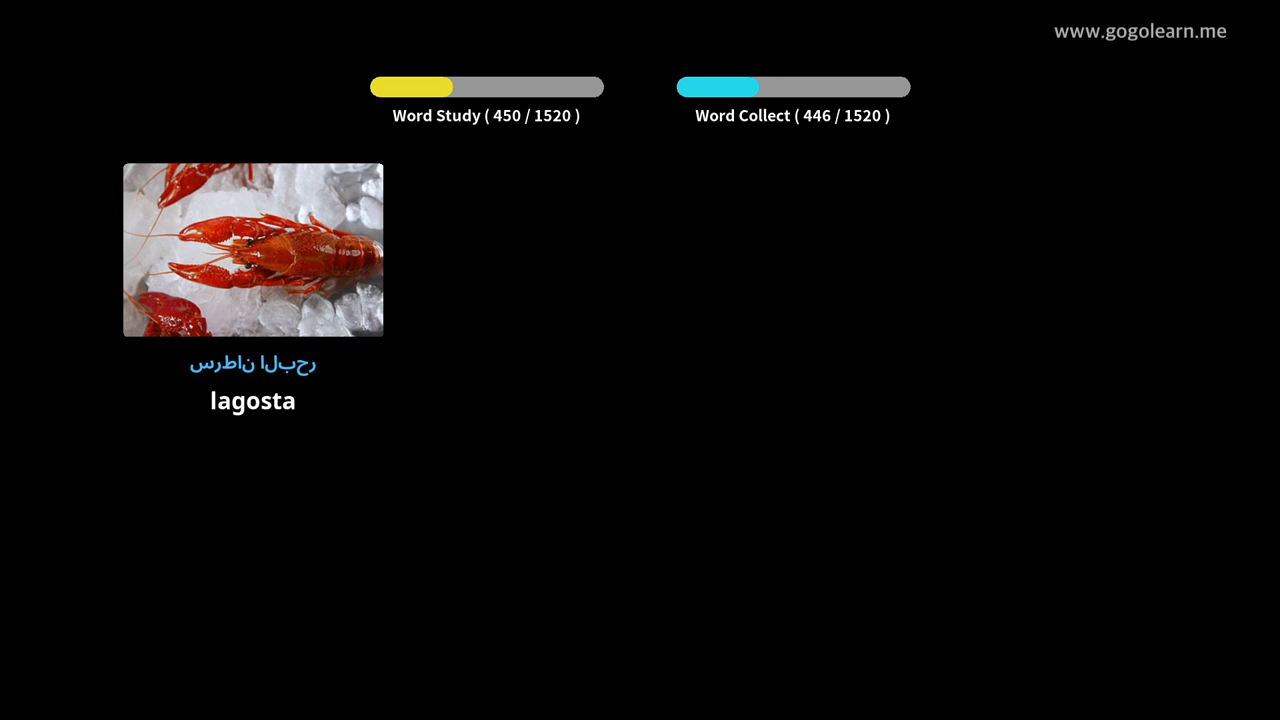 www.gogolearn.me
Word Study ( 450 / 1520 )
Word Collect ( 446 / 1520 )
سرطان البحر
lagosta